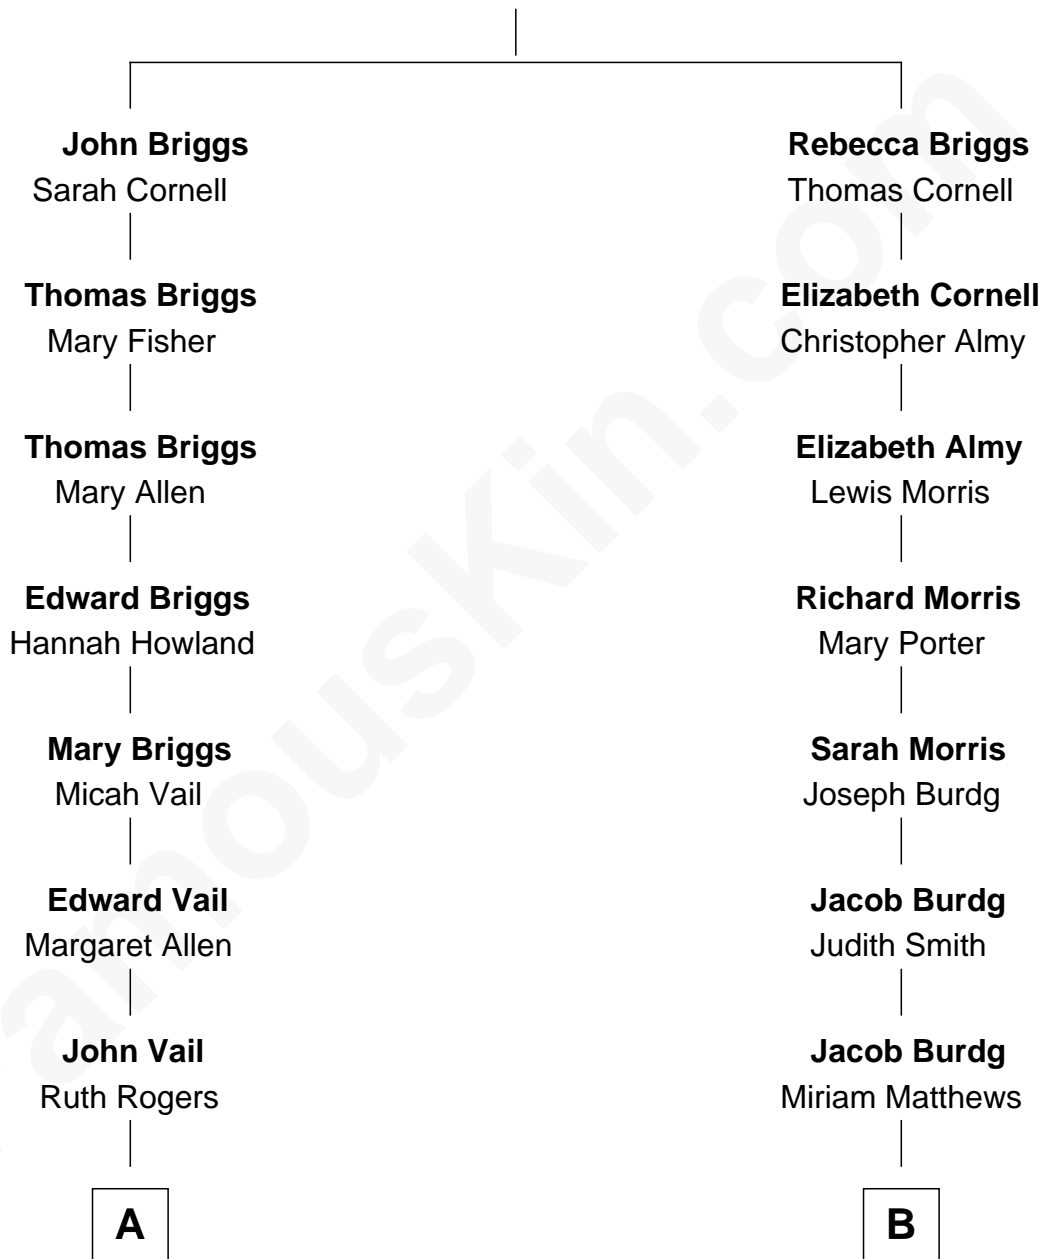 John Briggs
Sarah Cornell
Thomas Briggs
Mary Fisher
Thomas Briggs
Mary Allen
Edward Briggs
Hannah Howland
Mary Briggs
Micah Vail
Edward Vail
Margaret Allen
John Vail
Ruth Rogers
A
Rebecca Briggs
Thomas Cornell
Elizabeth Cornell
Christopher Almy
Elizabeth Almy
Lewis Morris
Richard Morris
Mary Porter
Sarah Morris
Joseph Burdg
Jacob Burdg
Judith Smith
Jacob Burdg
Miriam Matthews
B
amouskin.com